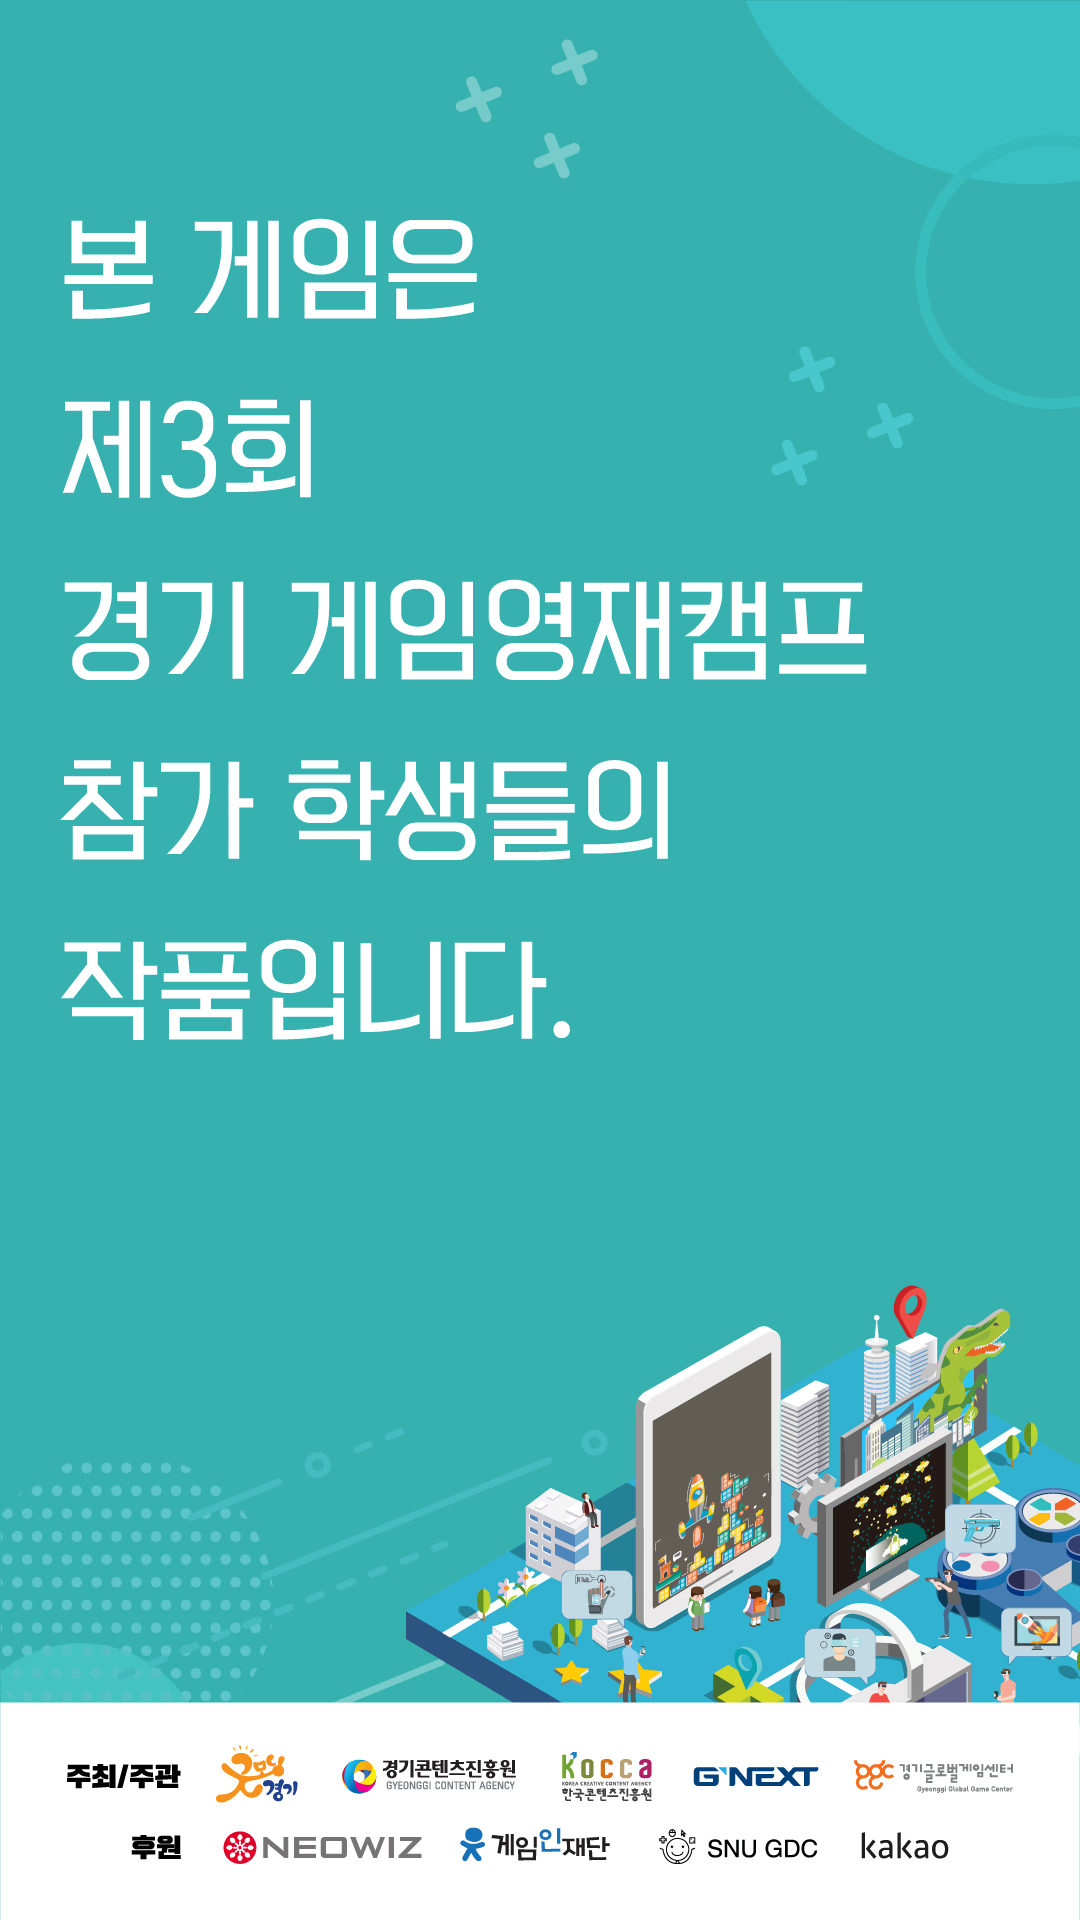 본 게임은
제3회
경기 게임영재캠프
참가 학생들의
작품입니다.
주최/주관 굿모닝 경기 경기콘텐츠진흥원 GYEONGGI CONTENT AGENCY KOCCA KOREA CREATIVE CONTENT AGENCY 한국콘텐츠진흥원 G-NEXT ggc 경기글로벌게임센터 Gyeonggi Global Game Center
후원 NEOWIZ 게임인재단 SNU GDC kakao